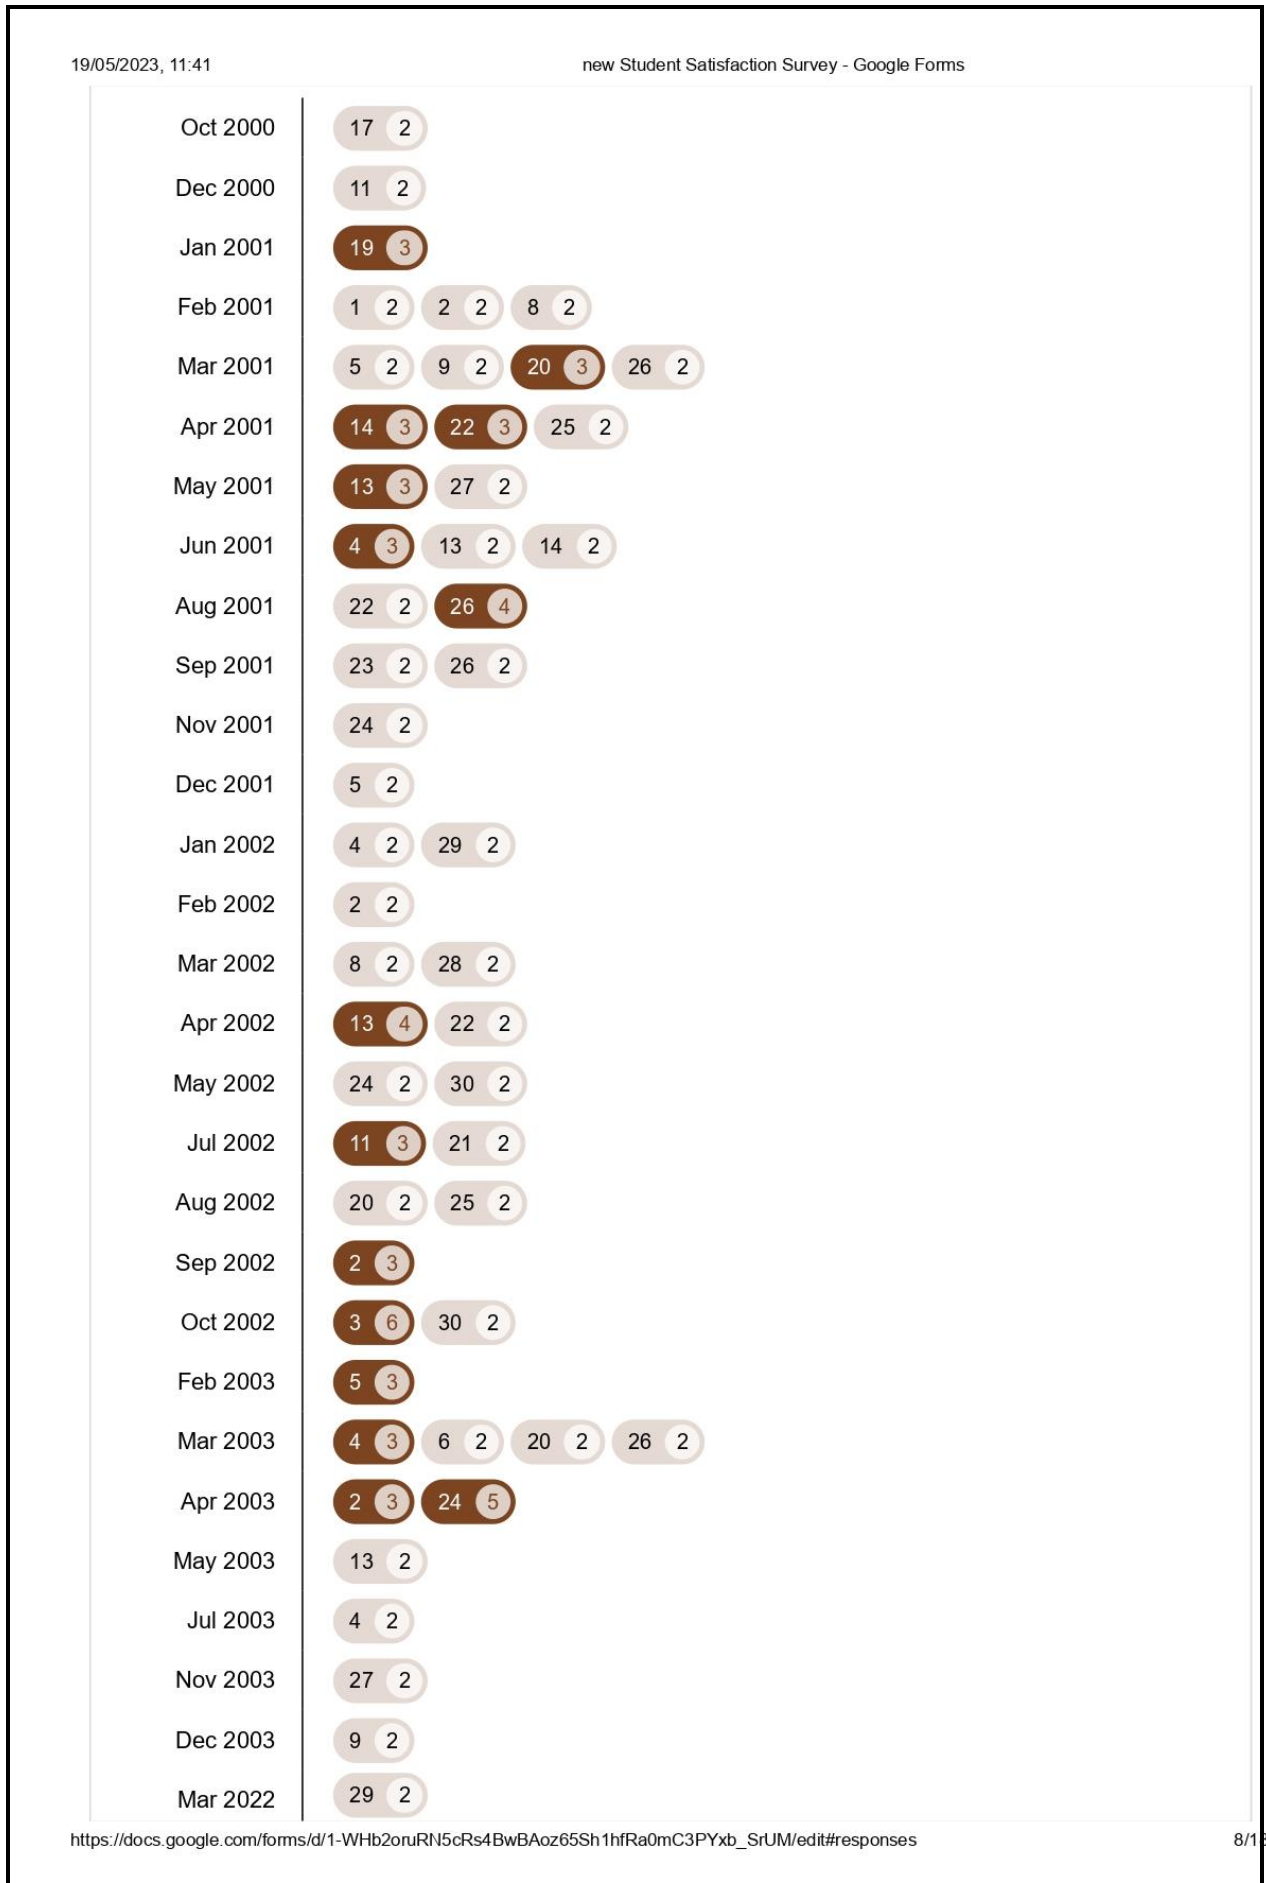 19/05/2023, 11:41 new Student Satisfaction Survey - Google Forms
Oct 2000 17 2
Dec 2000 11 2
Jan 2001 19 3
Feb 2001 1 2 2 2 8 2
Mar 2001 5 2 9 2 20 3 26 2
Apr 2001 14 3 22 3 25 2
May 2001 13 3 27 2
Jun 2001 4 3 13 2 14 2
Aug 2001 22 2 26 4
Sep 2001 23 2 26 2
Nov 2001 24 2
Dec 2001 5 2
Jan 2002 4 2 29 2
Feb 2002 2 2
Mar 2002 8 2 28 2
Apr 2002 13 4 22 2
May 2002 24 2 30 2
Jul 2002 11 3 21 2
Aug 2002 20 2 25 2
Sep 2002 2 3
Oct 2002 3 6 30 2
Feb 2003 5 3
Mar 2003 4 3 6 2 20 2 26 2
Apr 2003 2 3 24 5
May 2003 13 2
Jul 2003 4 2
Nov 2003 27 2
Dec 2003 9 2
Mar 2022 29 2
https://docs.google.com/forms/d/1-WHb2oruRN5cRs4BwBAoz65Sh1hfRa0mC3PYxb_SrUM/edit#responses